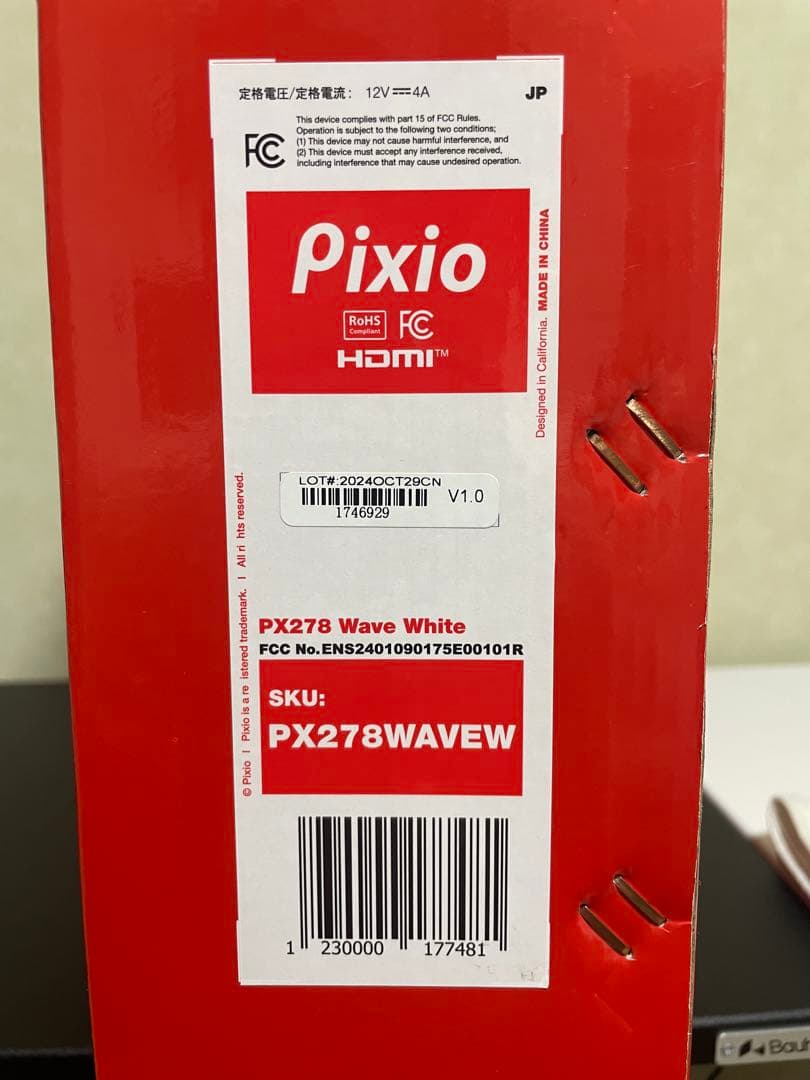 定格電圧/定格電流: 12V⎓4A
JP
FC
This device complies with part 15 of FCC Rules.
Operation is subject to the following two conditions;
(1) This device may not cause harmful interference, and
(2) This device must accept any interference received,
including interference that may cause undesired operation.
Pixio
RoHS
Compliant
FC
HDMI™
Designed in California. MADE IN CHINA
LOT#:2024OCT29CN
V1.0
1746929
© Pixio I Pixio is a re istered trademark. I All ri hts reserved.
PX278 Wave White
FCC No.ENS2401090175E00101R
SKU:
PX278WAVEW
1 230000 177481